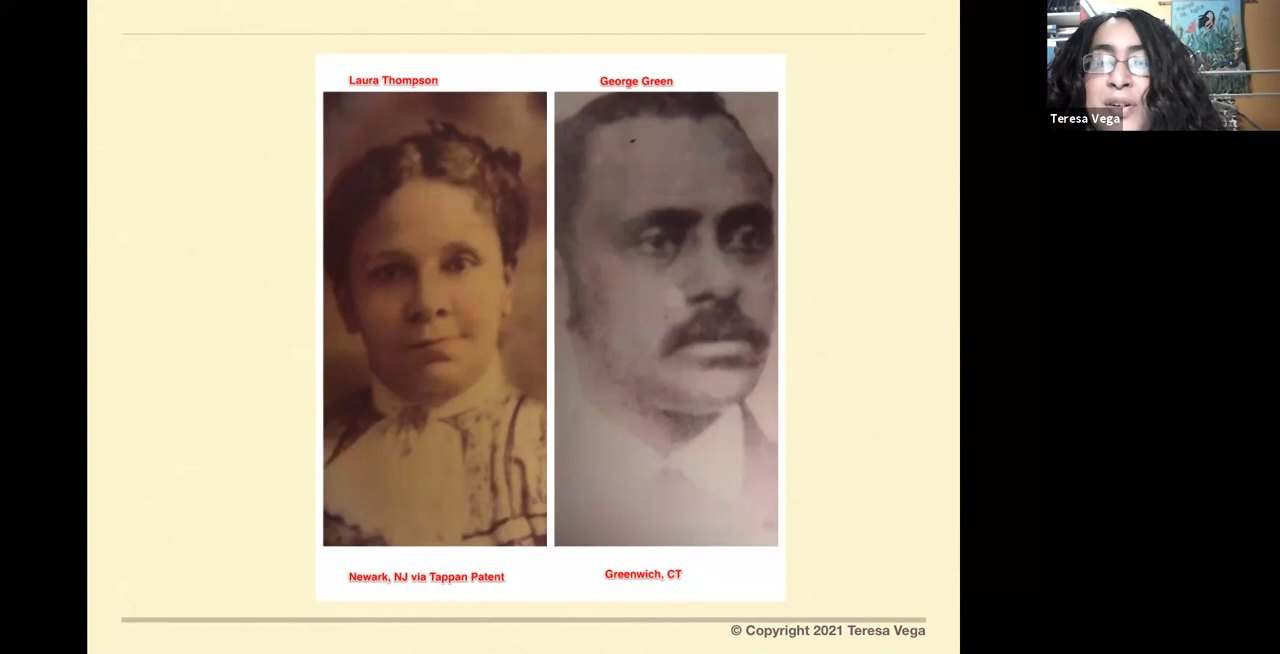 Laura Thompson
George Green
Newark, NJ via Tappan Patent
Greenwich, CT
© Copyright 2021 Teresa Vega
Teresa Vega